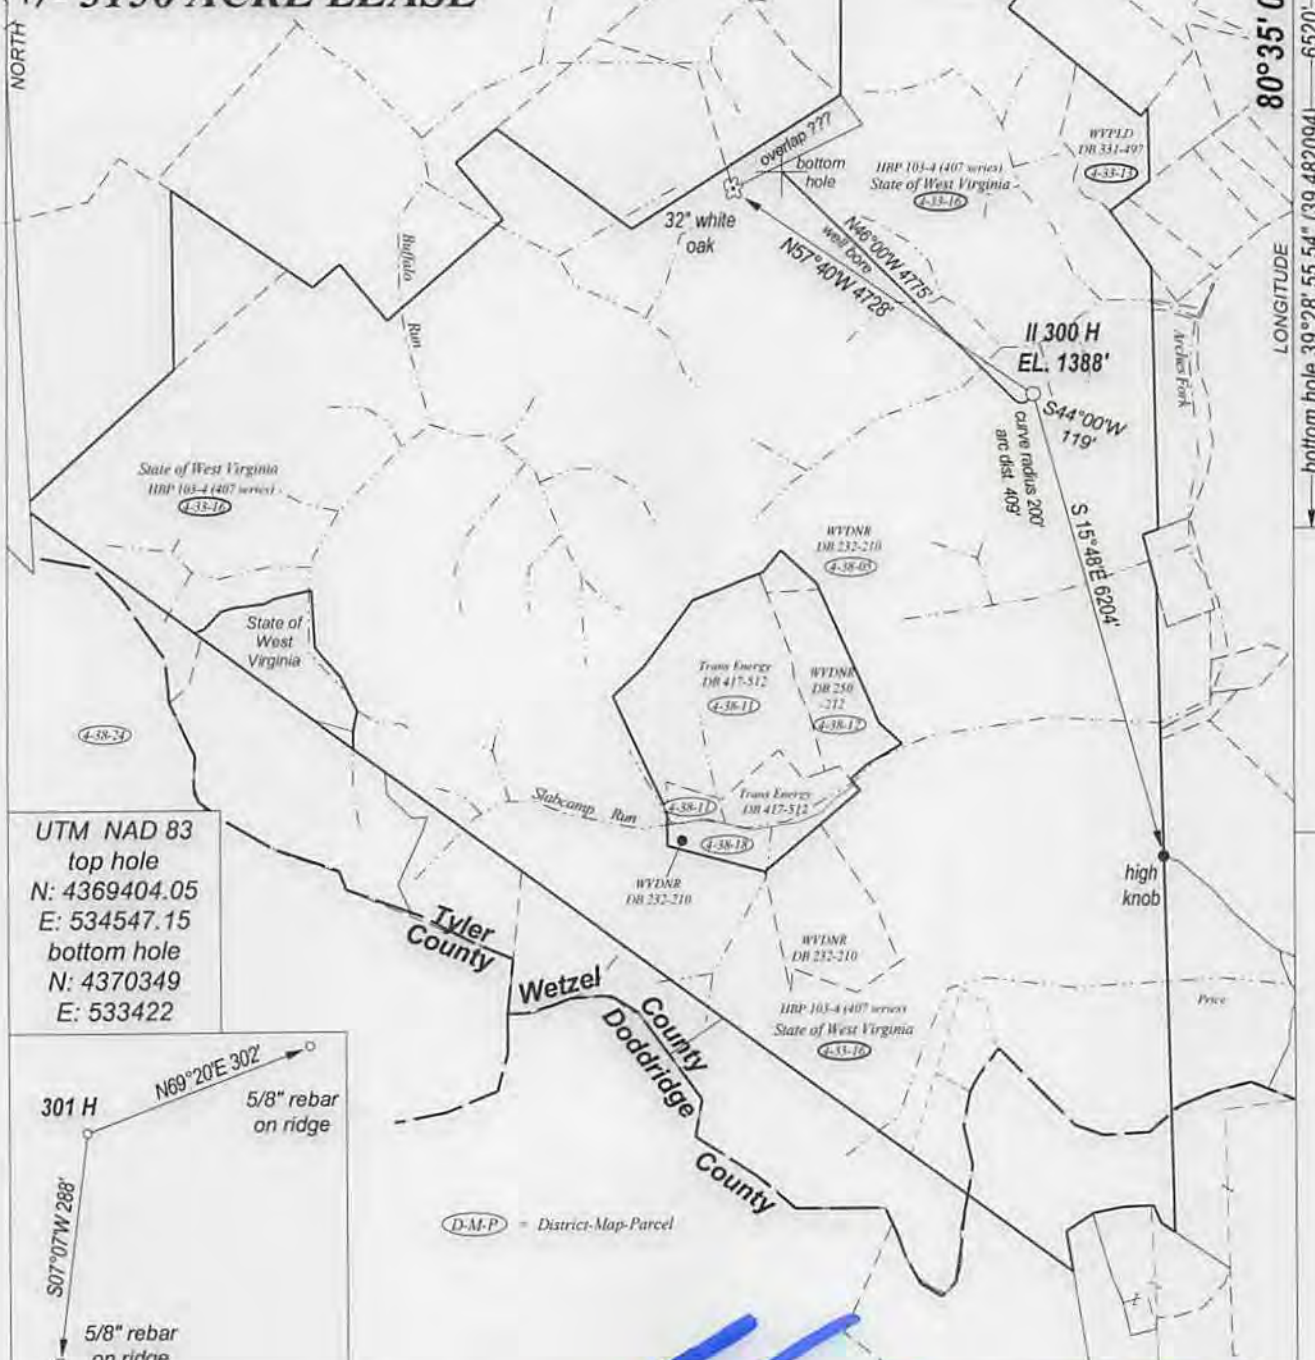 3150 ACRE LEASE
NORTH
80°35'
6520'
LONGITUDE
bottom hole 39°28' 55.54" (39.482094)
WVPLD
DB 331-497
4-33-13
overlap ???
bottom
hole
HBP 103-4 (407 series)
State of West Virginia
4-33-16
32" white
oak
N46°00'W 4775'
well bore
N57°40'W 4728'
Buffalo
Run
II 300 H
EL. 1388'
Arches Fork
S44°00'W
119'
curve radius 200'
arc dist. 409'
State of West Virginia
HBP 103-4 (407 series)
4-33-16
S 15°48'E 6204'
WVDNR
DB 232-210
4-38-05
State of
West
Virginia
Trans Energy
DB 417-512
4-38-11
WVDNR
DB 250
-212
4-38-12
4-38-24
Slabcamp Run
4-38-11
Trans Energy
DB 417-512
4-38-18
WVDNR
DB 232-210
high
knob
UTM NAD 83
top hole
N: 4369404.05
E: 534547.15
bottom hole
N: 4370349
E: 533422
Tyler
County
WVDNR
DB 232-210
Wetzel
County
HBP 103-4 (407 series)
State of West Virginia
4-33-16
Price
Doddridge
County
N69°20'E 302'
301 H
5/8" rebar
on ridge
S07°07'W 288'
D-M-P = District-Map-Parcel
5/8" rebar
on ridge